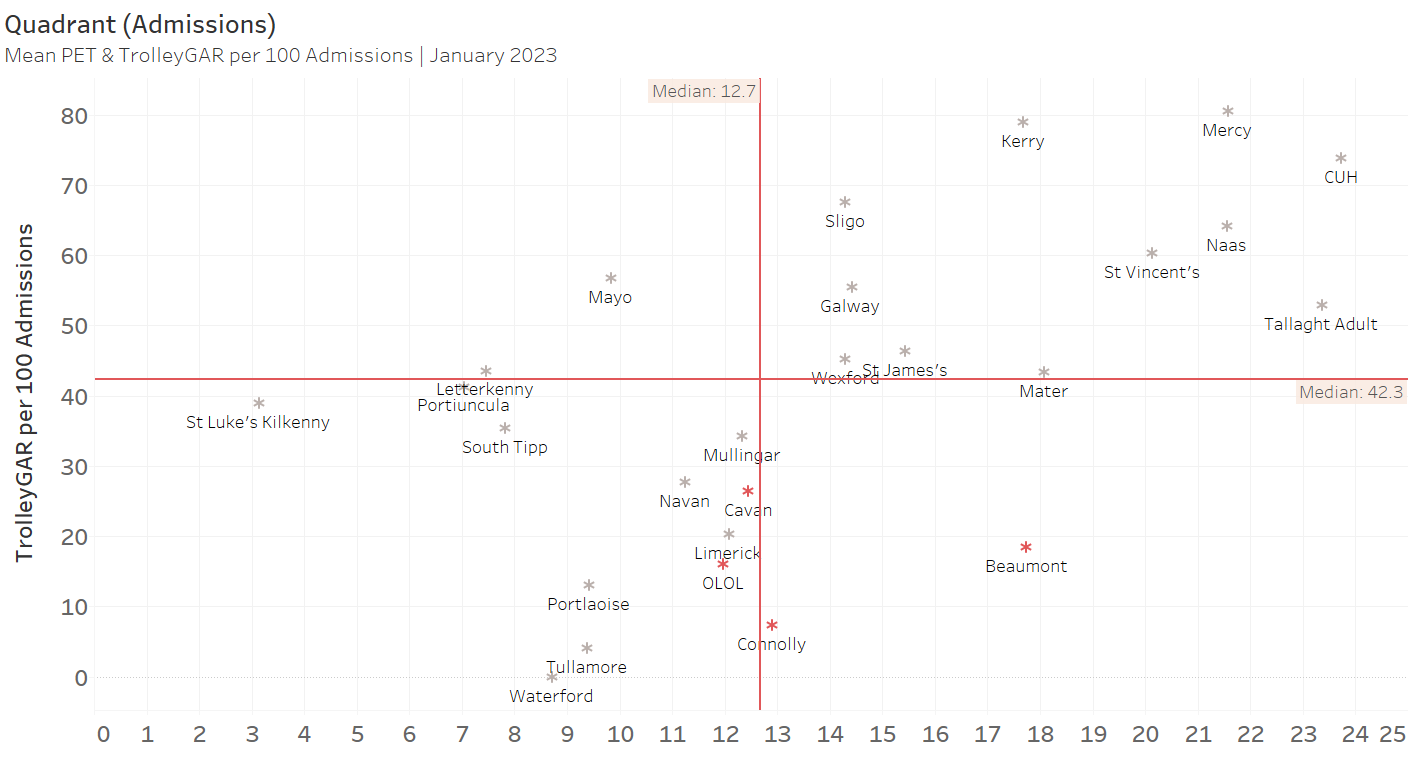 Quadrant (Admissions)
Mean PET & TrolleyGAR per 100 Admissions | January 2023
Median: 12.7
TrolleyGAR per 100 Admissions
80
70
60
50
40
30
20
10
0
Mercy
Kerry
CUH
Sligo
Naas
St Vincent's
Mayo
Galway
Tallaght Adult
St James's
Wexford
Mater
Median: 42.3
Letterkenny
Portiuncula
St Luke's Kilkenny
South Tipp
Mullingar
Navan
Cavan
Limerick
Beaumont
OLOL
Portlaoise
Connolly
Tullamore
Waterford
0 1 2 3 4 5 6 7 8 9 10 11 12 13 14 15 16 17 18 19 20 21 22 23 24 25